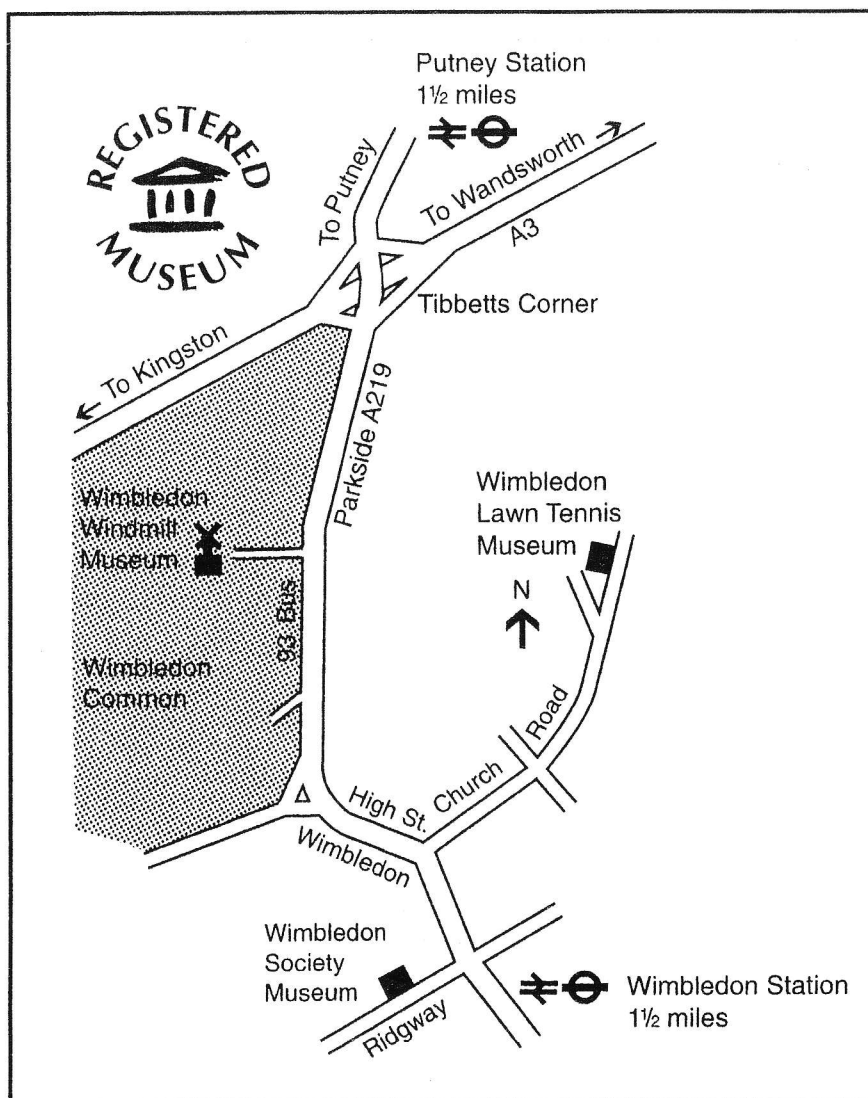 REGISTERED
MUSEUM
Putney Station
1½ miles
To Putney
To Wandsworth
A3
Tibbetts Corner
To Kingston
Parkside A219
Wimbledon
Windmill
Museum
93 Bus
Wimbledon
Common
Wimbledon
Lawn Tennis
Museum
N
Church Road
High St.
Wimbledon
Wimbledon
Society
Museum
Ridgway
Wimbledon Station
1½ miles